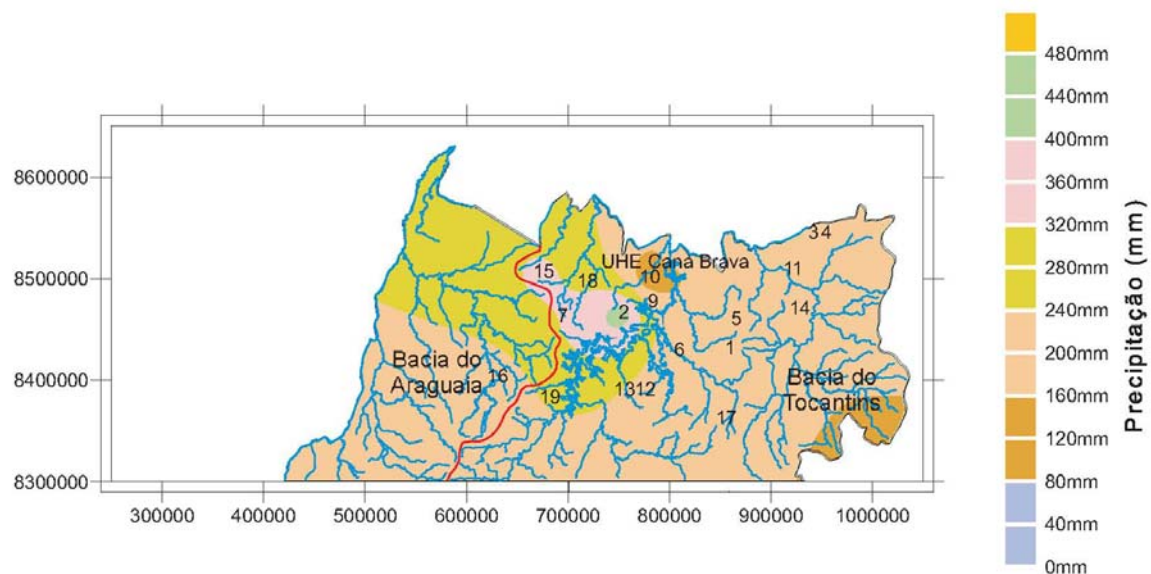 480mm
440mm
400mm
360mm
320mm
280mm
240mm
200mm
160mm
120mm
80mm
40mm
0mm
Precipitação (mm)
8600000
8500000
8400000
8300000
300000 400000 500000 600000 700000 800000 900000 1000000
34
UHE Cana Brava
15
18
10
11
9
14
7
2
5
6
1
Bacia do
Araguaia
16
Bacia do
Tocantins
19
1312
17